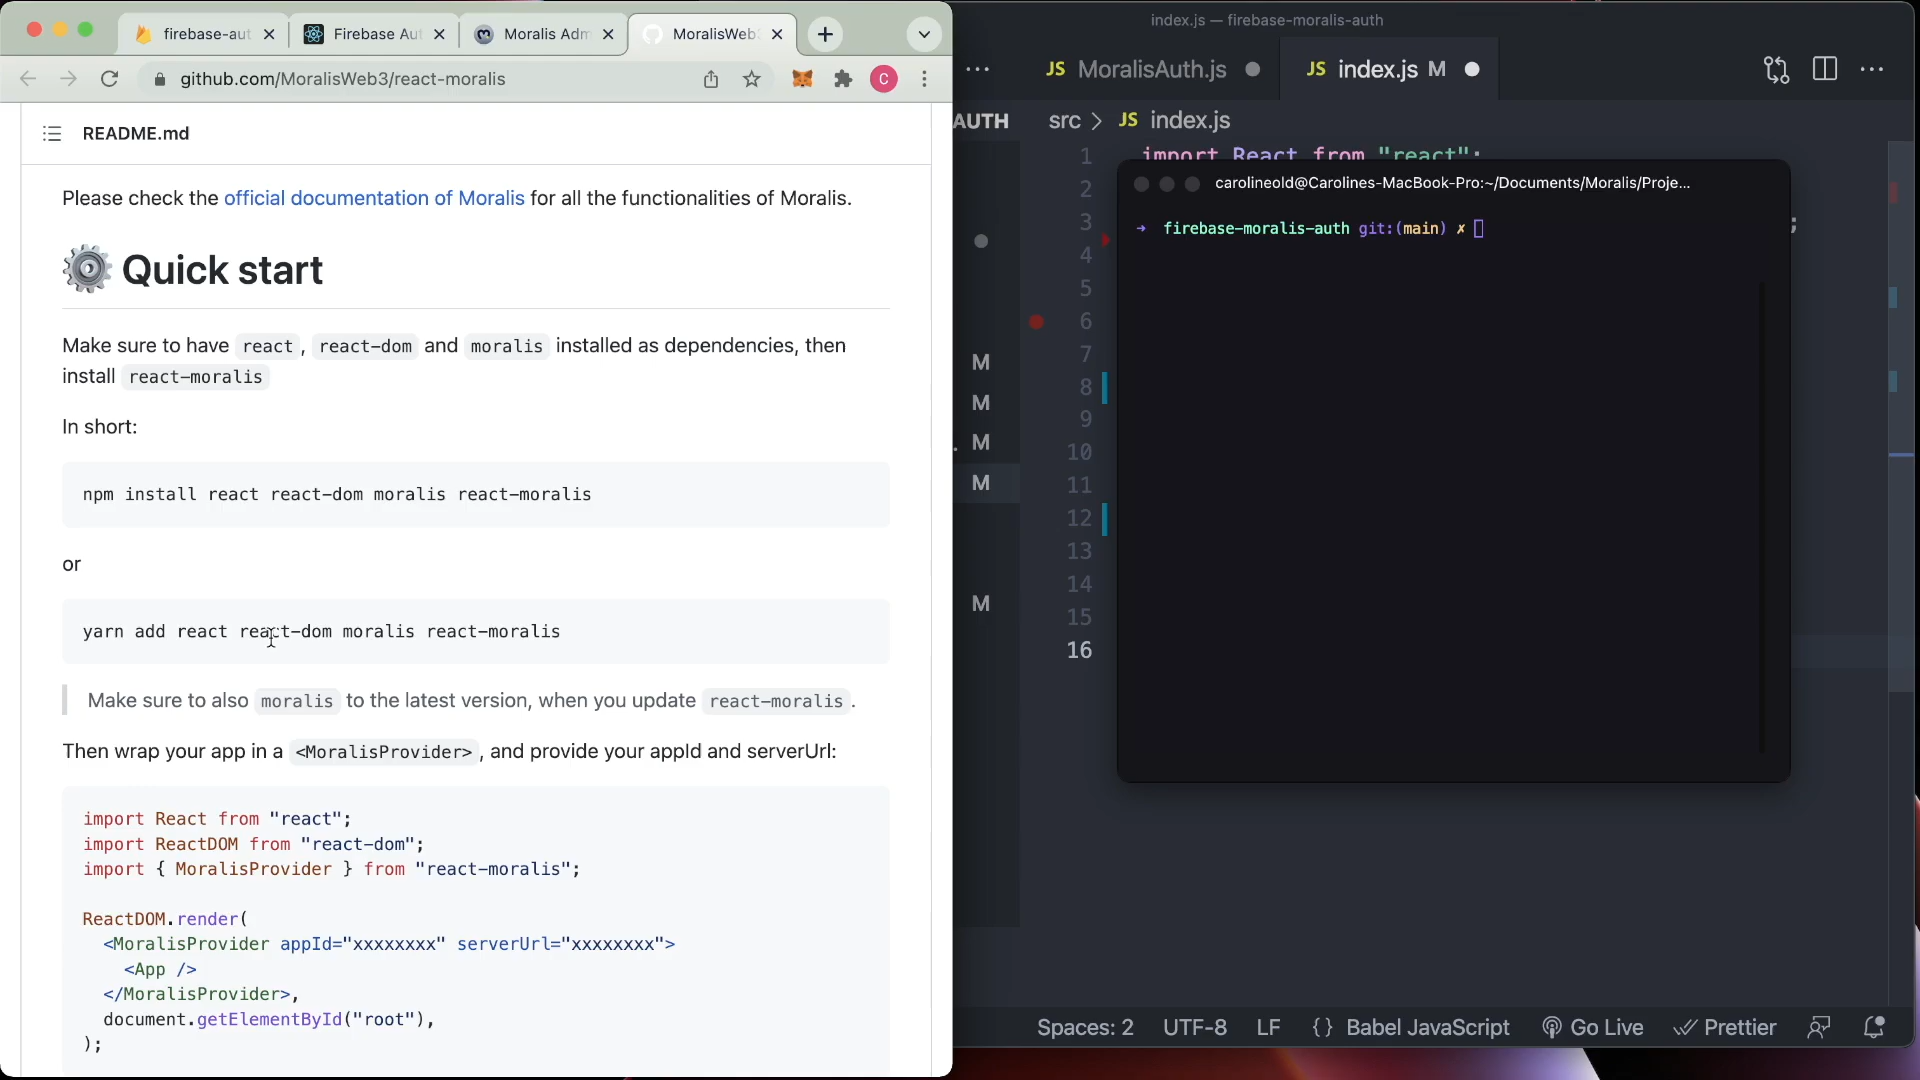 firebase-aut
Firebase Aut
Moralis Adm
MoralisWeb
github.com/MoralisWeb3/react-moralis
C
README.md
Please check the official documentation of Moralis for all the functionalities of Moralis.
Quick start
Make sure to have react, react-dom and moralis installed as dependencies, then
install react-moralis
In short:
npm install react react-dom moralis react-moralis
or
yarn add react react-dom moralis react-moralis
Make sure to also moralis to the latest version, when you update react-moralis.
Then wrap your app in a <MoralisProvider>, and provide your appId and serverUrl:
import React from "react";
import ReactDOM from "react-dom";
import { MoralisProvider } from "react-moralis";
ReactDOM.render(
<MoralisProvider appId="xxxxxxxx" serverUrl="xxxxxxxx">
<App />
</MoralisProvider>,
document.getElementById("root"),
);
index.js — firebase-moralis-auth
JS MoralisAuth.js
JS index.js M
AUTH
src > JS index.js
M
M
. M
M
M
1 import React from "react";
2
3 ;
4
5
6
7
8
9
10
11
12
13
14
15
16
carolineold@Carolines-MacBook-Pro:~/Documents/Moralis/Proje...
→ firebase-moralis-auth git:(main) ✗
Spaces: 2 UTF-8 LF {} Babel JavaScript Go Live Prettier